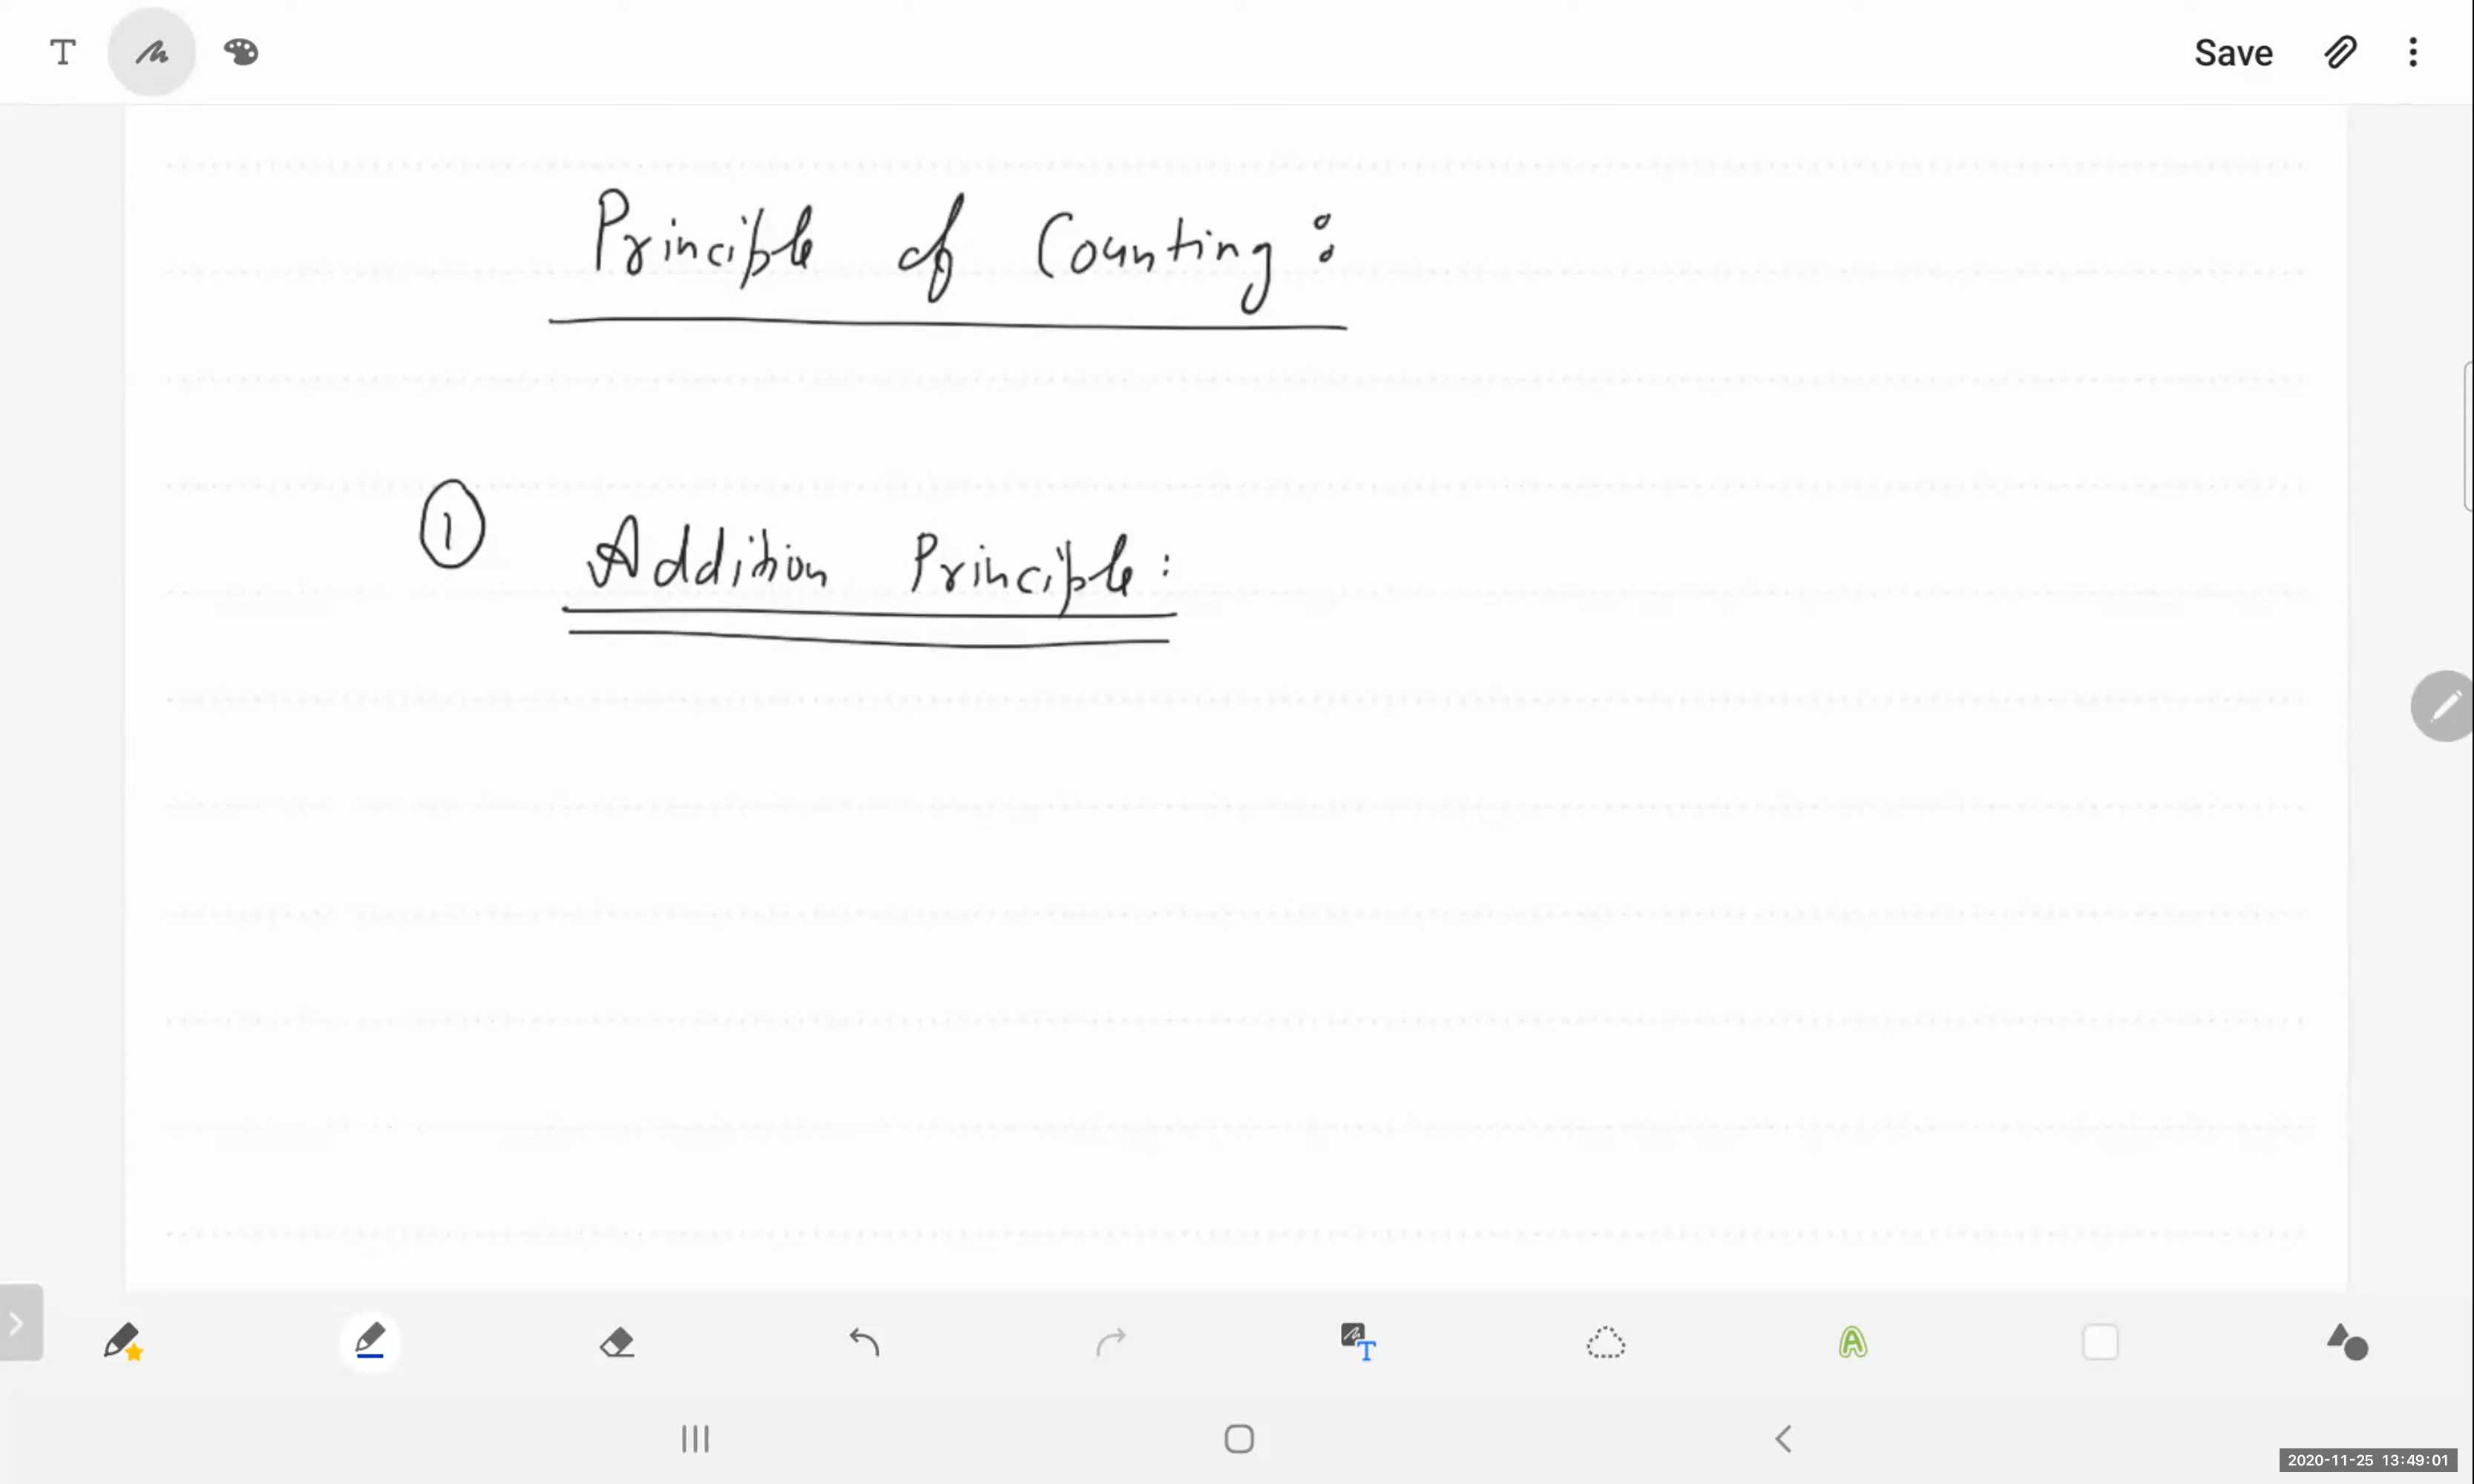 T
Save
Principle of Counting :
① Addition Principle :
T
A
2020-11-25 13:49:01